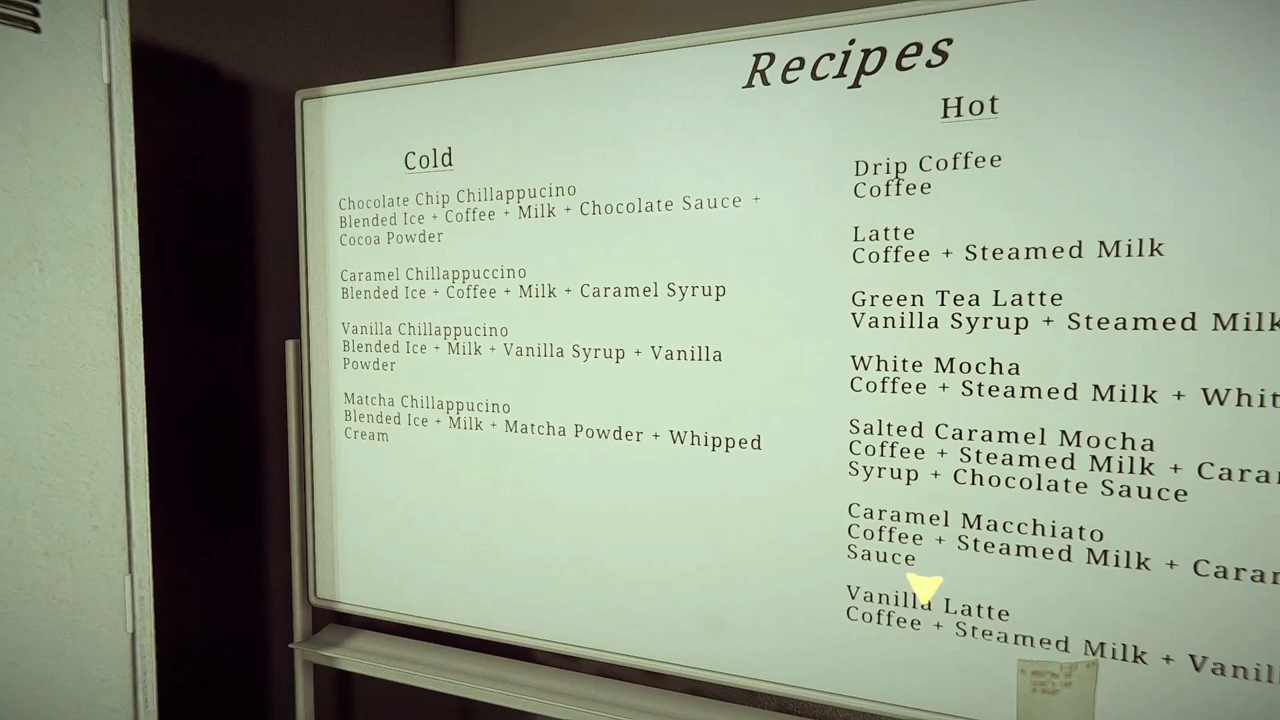 Recipes
Cold
Chocolate Chip Chillappucino
Blended Ice + Coffee + Milk + Chocolate Sauce +
Cocoa Powder
Caramel Chillappuccino
Blended Ice + Coffee + Milk + Caramel Syrup
Vanilla Chillappucino
Blended Ice + Milk + Vanilla Syrup + Vanilla
Powder
Matcha Chillappucino
Blended Ice + Milk + Matcha Powder + Whipped
Cream
Hot
Drip Coffee
Coffee
Latte
Coffee + Steamed Milk
Green Tea Latte
Vanilla Syrup + Steamed Milk
White Mocha
Coffee + Steamed Milk + Whit
Salted Caramel Mocha
Coffee + Steamed Milk + Caram
Syrup + Chocolate Sauce
Caramel Macchiato
Coffee + Steamed Milk + Caram
Sauce
Vanilla Latte
Coffee + Steamed Milk + Vanil